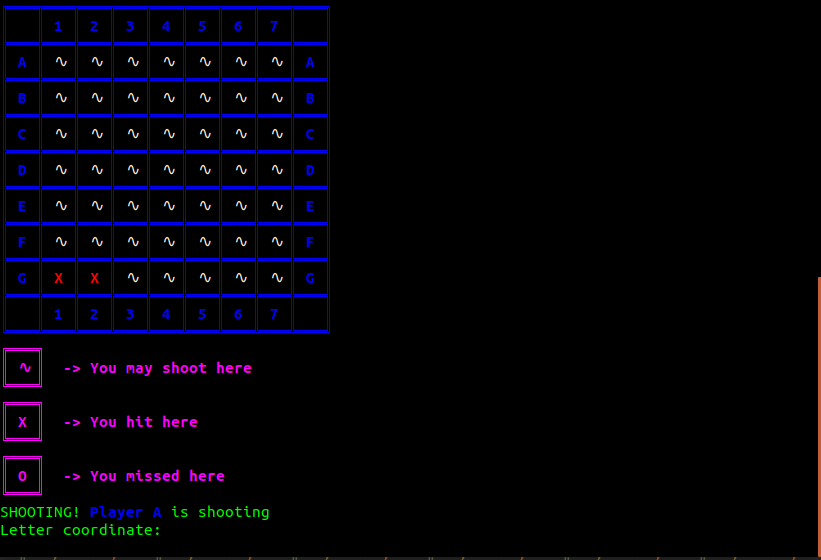 1 2 3 4 5 6 7
A ∿ ∿ ∿ ∿ ∿ ∿ ∿ A
B ∿ ∿ ∿ ∿ ∿ ∿ ∿ B
C ∿ ∿ ∿ ∿ ∿ ∿ ∿ C
D ∿ ∿ ∿ ∿ ∿ ∿ ∿ D
E ∿ ∿ ∿ ∿ ∿ ∿ ∿ E
F ∿ ∿ ∿ ∿ ∿ ∿ ∿ F
G X X ∿ ∿ ∿ ∿ ∿ G
1 2 3 4 5 6 7
∿ -> You may shoot here
X -> You hit here
O -> You missed here
SHOOTING! Player A is shooting
Letter coordinate: